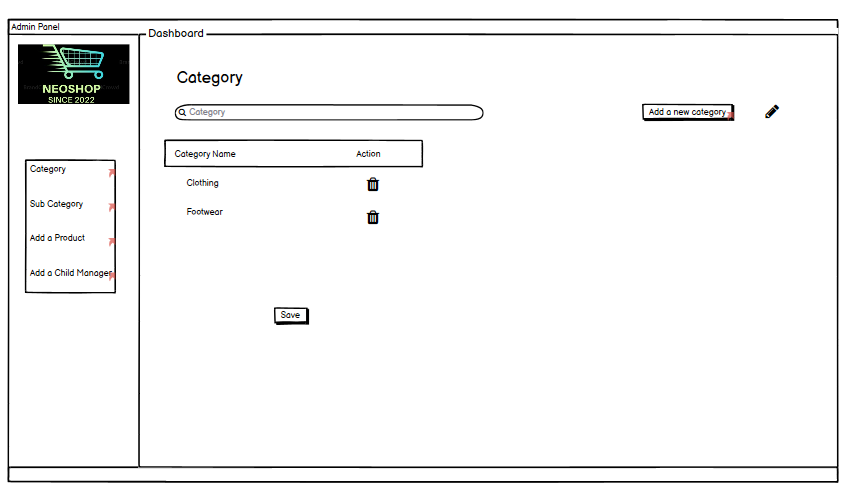 Admin Panel
Dashboard
NEOSHOP
SINCE 2022
Category
Category
Add a new category
Category Name
Action
Category
Clothing
Sub Category
Footwear
Add a Product
Add a Child Manager
Save